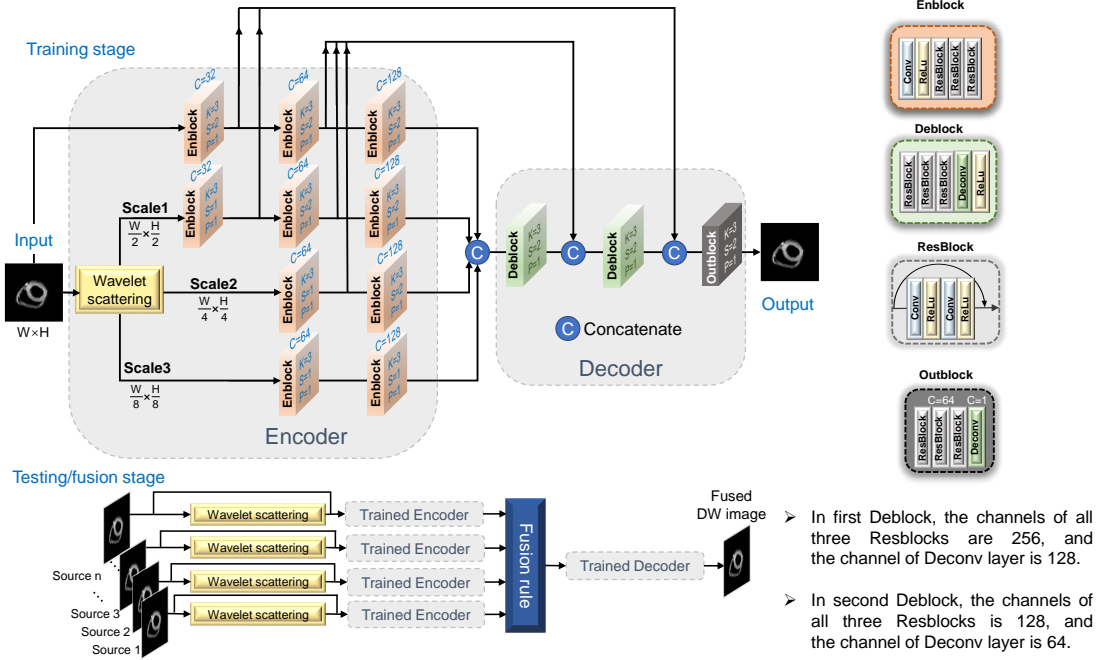 Training stage
Input
W×H
Wavelet
scattering
Scale1
W/2 × H/2
Scale2
W/4 × H/4
Scale3
W/8 × H/8
C=32
Enblock
K=3
S=2
P=1
C=64
Enblock
K=3
S=2
P=1
C=128
Enblock
K=3
S=2
P=1
C=32
Enblock
K=3
S=1
P=1
C=64
Enblock
K=3
S=2
P=1
C=128
Enblock
K=3
S=2
P=1
C=64
Enblock
K=3
S=1
P=1
C=128
Enblock
K=3
S=2
P=1
C=64
Enblock
K=3
S=1
P=1
C=128
Enblock
K=3
S=1
P=1
Encoder
C
Deblock
K=3
S=2
P=1
C
Deblock
K=3
S=2
P=1
C
Outblock
K=3
S=2
P=1
C Concatenate
Decoder
Output
Enblock
Conv
ReLu
ResBlock
ResBlock
ResBlock
Deblock
ResBlock
ResBlock
ResBlock
Deconv
ReLu
ResBlock
Conv
ReLu
Conv
ReLu
Outblock
C=64 C=1
ResBlock
ResBlock
ResBlock
Deconv
Testing/fusion stage
Source n
Source 3
Source 2
Source 1
Wavelet scattering
Trained Encoder
Wavelet scattering
Trained Encoder
Wavelet scattering
Trained Encoder
Wavelet scattering
Trained Encoder
Fusion rule
Trained Decoder
Fused
DW image
➢ In first Deblock, the channels of all
three Resblocks are 256, and
the channel of Deconv layer is 128.
➢ In second Deblock, the channels of
all three Resblocks is 128, and
the channel of Deconv layer is 64.